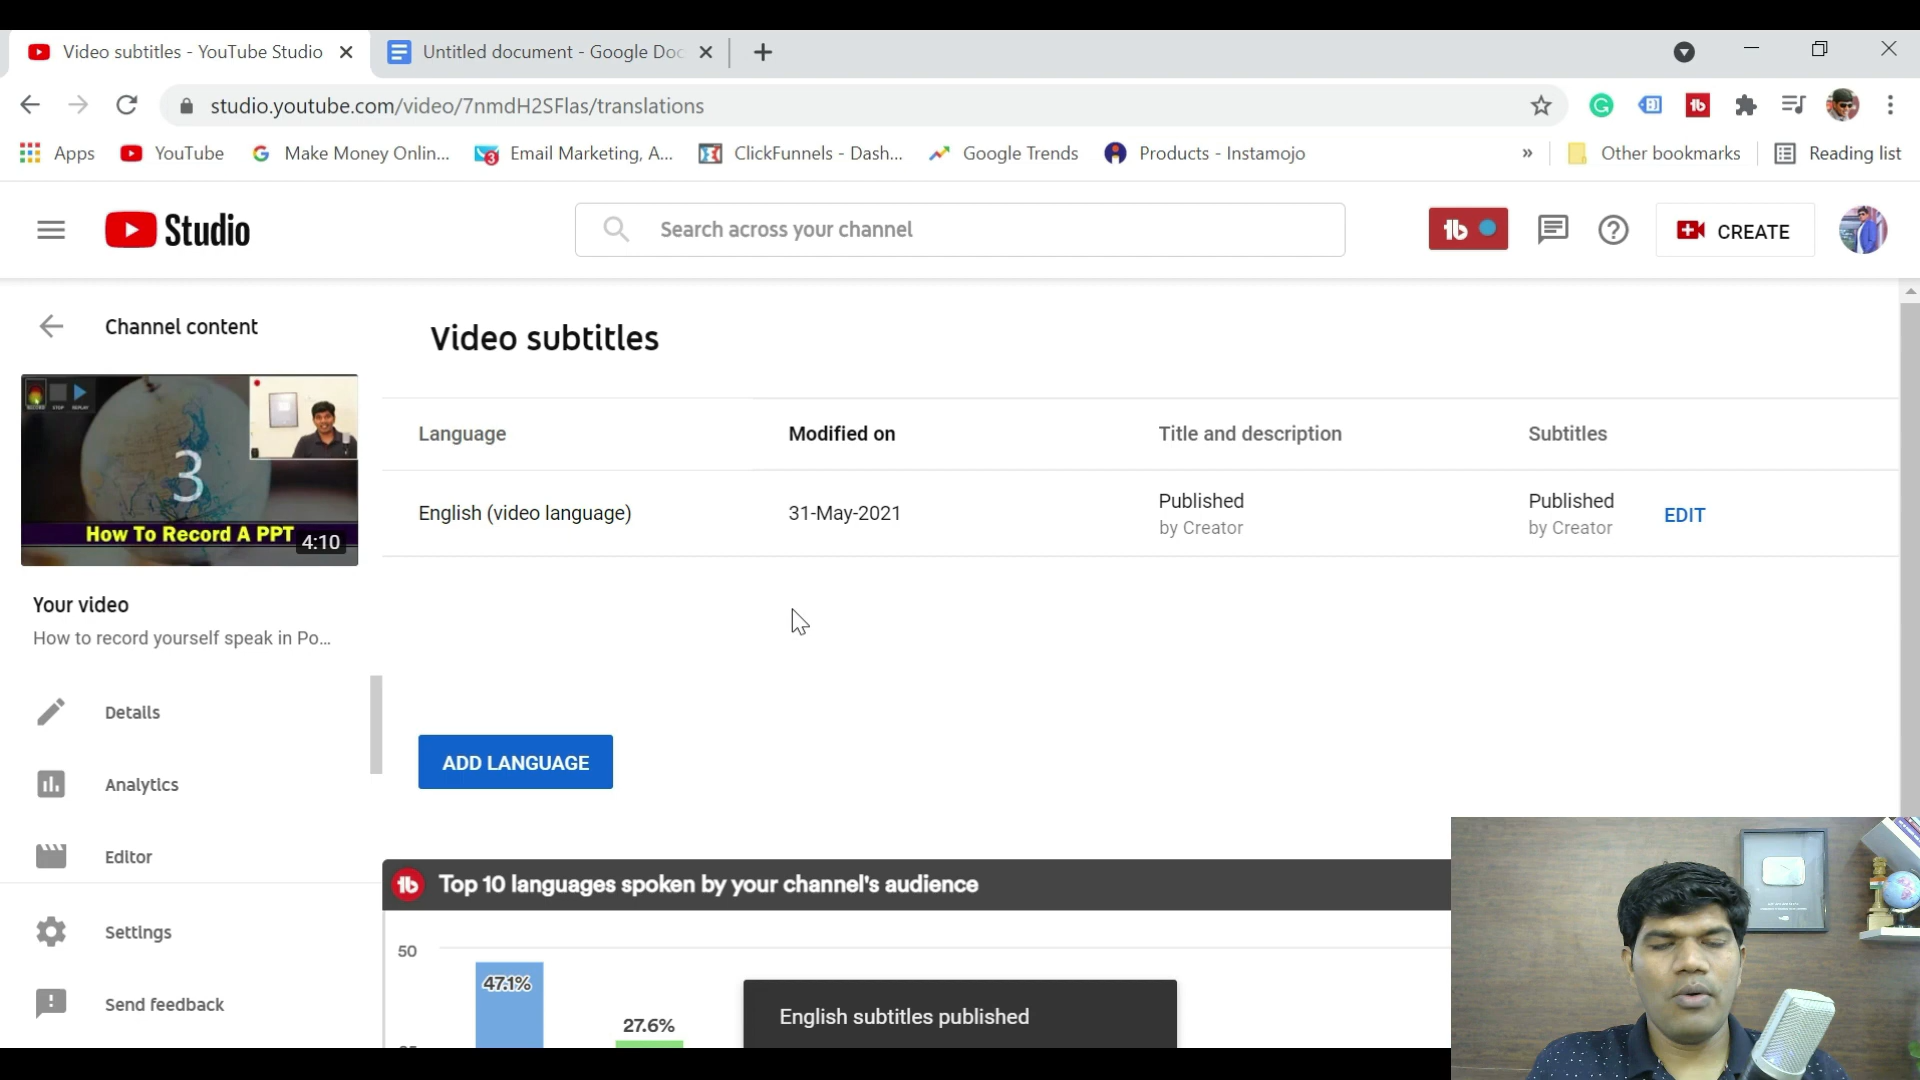 Video subtitles - YouTube Studio
Untitled document - Google Doc
studio.youtube.com/video/7nmdH2SFlas/translations
Apps
YouTube
Make Money Onlin...
Email Marketing, A...
ClickFunnels - Dash...
Google Trends
Products - Instamojo
»
Other bookmarks
Reading list
Studio
Search across your channel
CREATE
Channel content
Video subtitles
3
How To Record A PPT
4:10
Language
Modified on
Title and description
Subtitles
English (video language)
31-May-2021
Published
by Creator
Published
by Creator
EDIT
Your video
How to record yourself speak in Po...
Details
Analytics
Editor
Settings
Send feedback
ADD LANGUAGE
Top 10 languages spoken by your channel's audience
50
47.1%
27.6%
English subtitles published